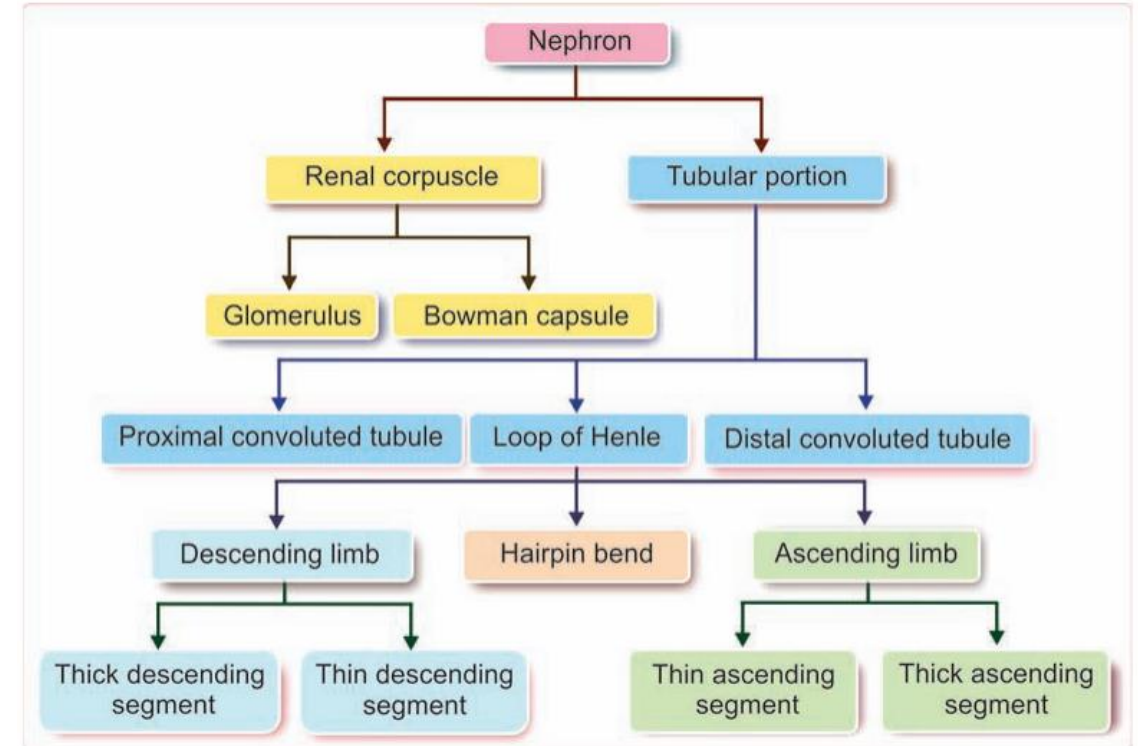 Nephron
Renal corpuscle
Tubular portion
Glomerulus
Bowman capsule
Proximal convoluted tubule
Loop of Henle
Distal convoluted tubule
Descending limb
Hairpin bend
Ascending limb
Thick descending
segment
Thin descending
segment
Thin ascending
segment
Thick ascending
segment